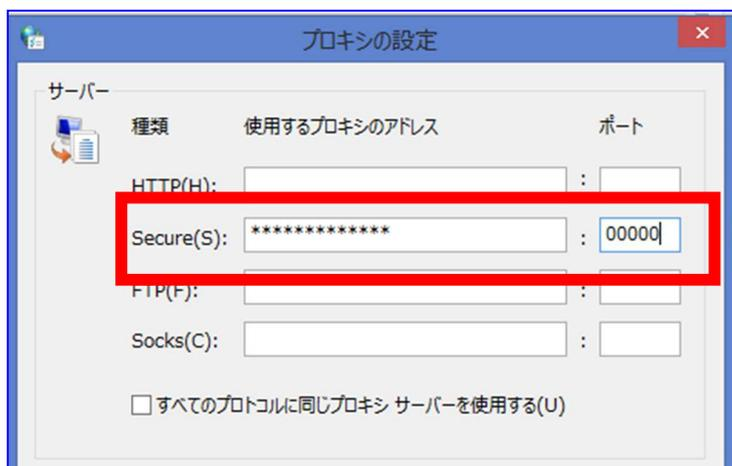 プロキシの設定
サーバー
種類 使用するプロキシのアドレス ポート
HTTP(H): :
Secure(S): ************* : 00000
FTP(F): :
Socks(C): :
すべてのプロトコルに同じプロキシ サーバーを使用する(U)